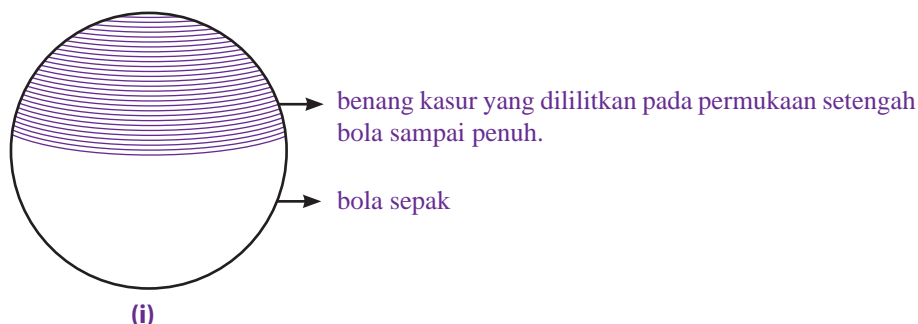 benang kasur yang dililitkan pada permukaan setengah
bola sampai penuh.
bola sepak
(i)